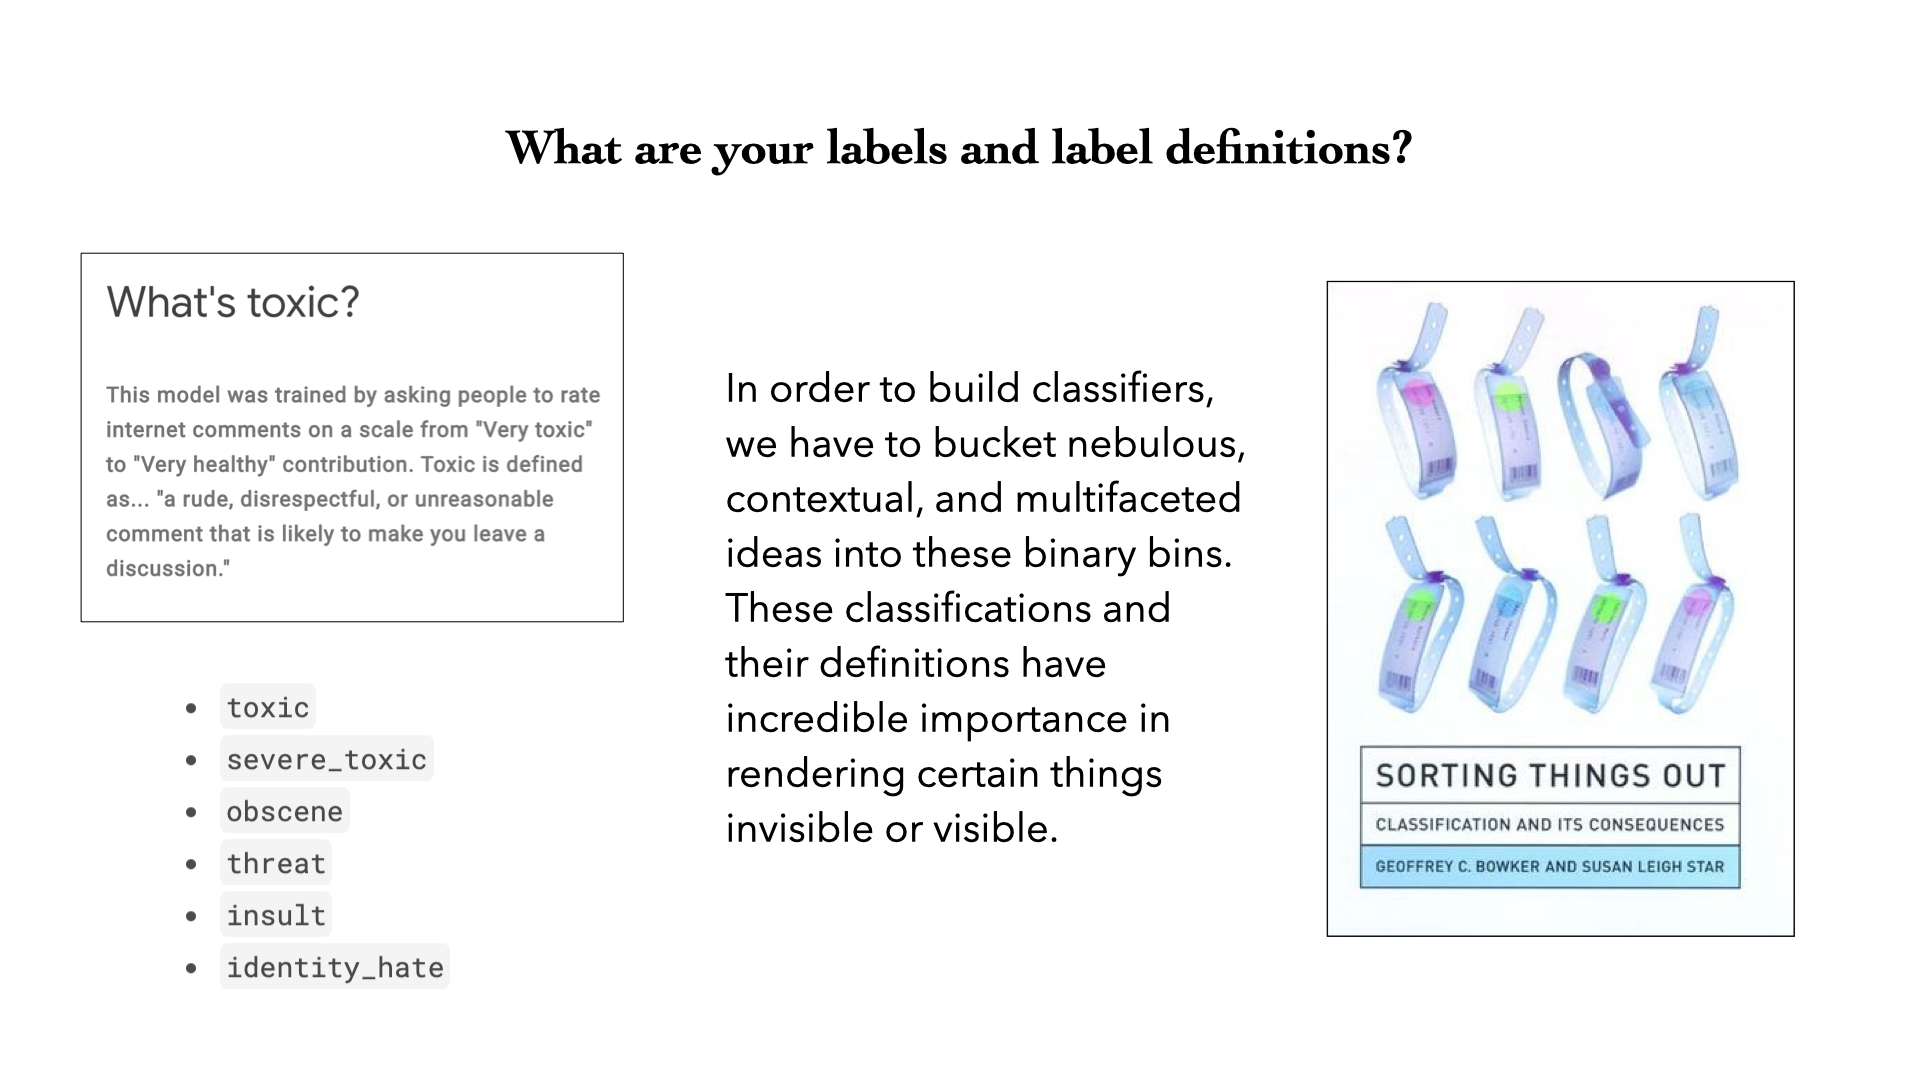 What are your labels and label definitions?
What's toxic?
This model was trained by asking people to rate
internet comments on a scale from "Very toxic"
to "Very healthy" contribution. Toxic is defined
as... "a rude, disrespectful, or unreasonable
comment that is likely to make you leave a
discussion."
toxic
severe_toxic
obscene
threat
insult
identity_hate
In order to build classifiers,
we have to bucket nebulous,
contextual, and multifaceted
ideas into these binary bins.
These classifications and
their definitions have
incredible importance in
rendering certain things
invisible or visible.
SORTING THINGS OUT
CLASSIFICATION AND ITS CONSEQUENCES
GEOFFREY C. BOWKER AND SUSAN LEIGH STAR